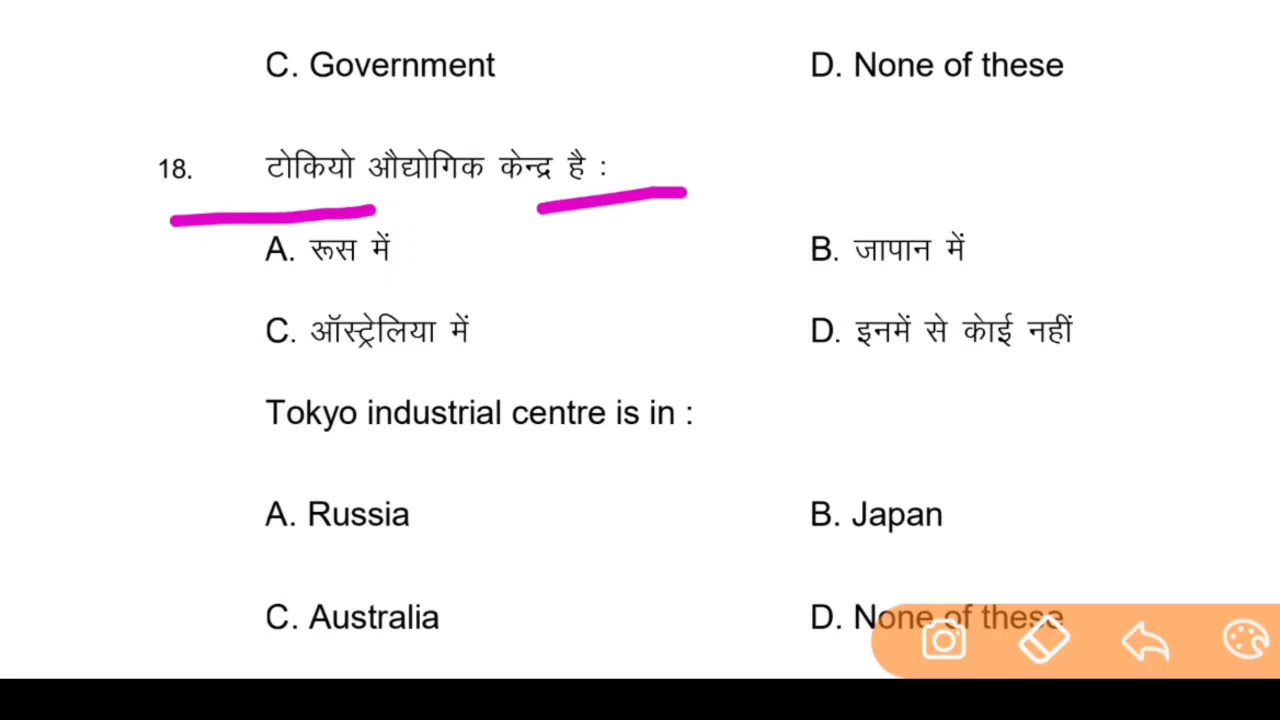 C. Government D. None of these
18. टोकियो औद्योगिक केन्द्र है :
A. रूस में B. जापान में
C. ऑस्ट्रेलिया में D. इनमें से केाई नहीं
Tokyo industrial centre is in :
A. Russia B. Japan
C. Australia D. None of these